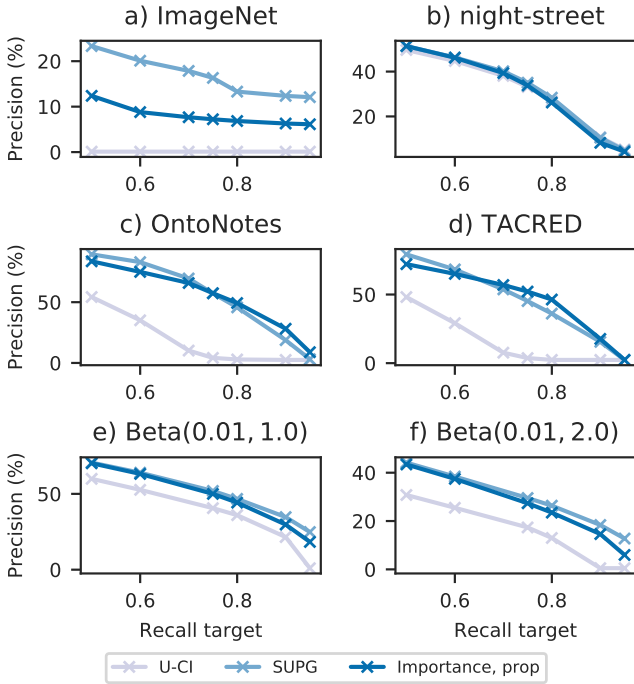 a) ImageNet
b) night-street
Precision (%)
20
10
0
40
20
0.6
0.8
0.6
0.8
c) OntoNotes
d) TACRED
Precision (%)
50
0
50
0
0.6
0.8
0.6
0.8
e) Beta(0.01, 1.0)
f) Beta(0.01, 2.0)
Precision (%)
50
0
40
20
0
0.6
0.8
0.6
0.8
Recall target
Recall target
U-CI
SUPG
Importance, prop